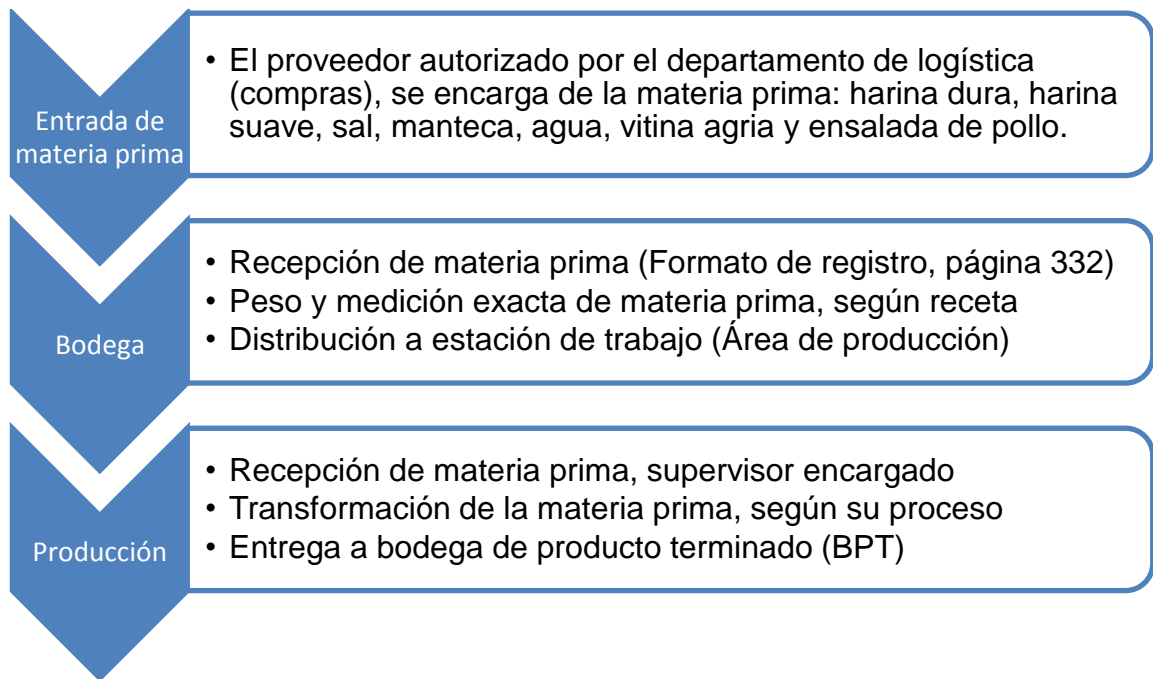 Entrada de
materia prima
• El proveedor autorizado por el departamento de logística
(compras), se encarga de la materia prima: harina dura, harina
suave, sal, manteca, agua, vitina agria y ensalada de pollo.
Bodega
• Recepción de materia prima (Formato de registro, página 332)
• Peso y medición exacta de materia prima, según receta
• Distribución a estación de trabajo (Área de producción)
Producción
• Recepción de materia prima, supervisor encargado
• Transformación de la materia prima, según su proceso
• Entrega a bodega de producto terminado (BPT)